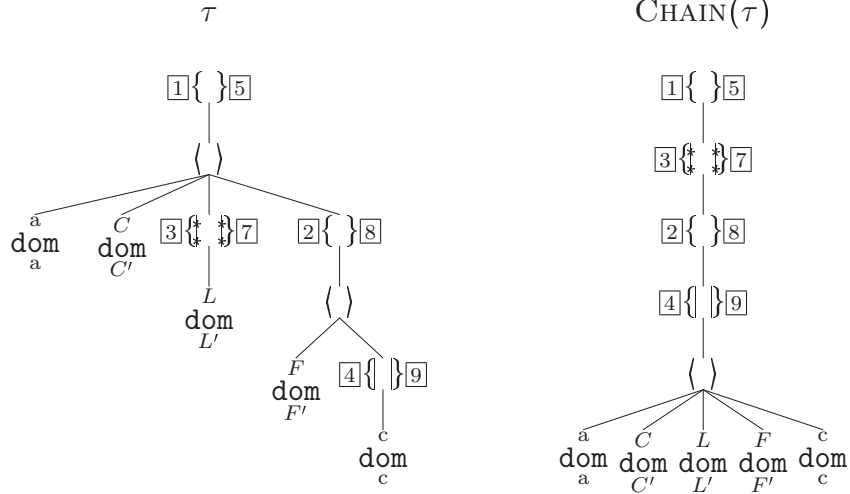 τ CHAIN(τ)
1 { } 5 1 { } 5
⟨ ⟩ 3 {|* *|} 7
a C 3 {|* *|} 7 2 { } 8 2 { } 8
dom dom
a C′
L ⟨ ⟩ 4 {| |} 9
dom
L′
F 4 {| |} 9 ⟨ ⟩
dom
F′
c a C L F c
dom dom dom dom dom dom
c a C′ L′ F′ c